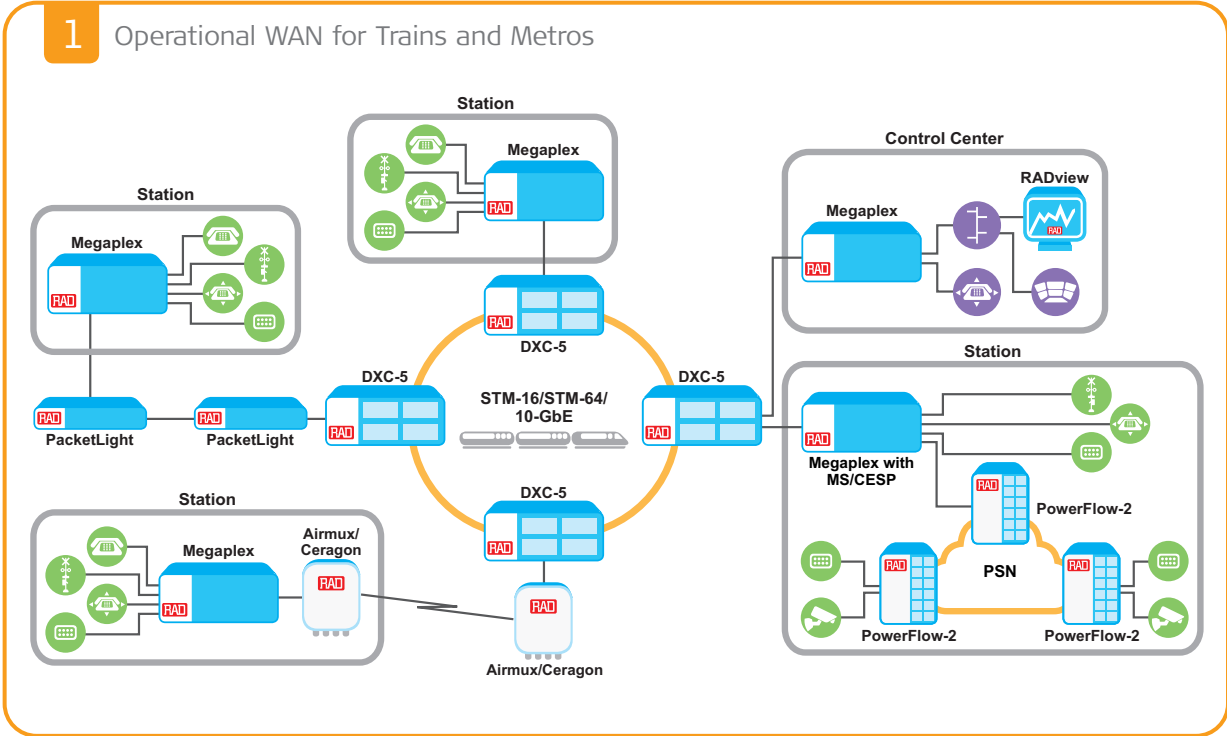 1
Operational WAN for Trains and Metros
Station
Megaplex
RAD
Station
Megaplex
RAD
Control Center
RADview
RAD
Megaplex
RAD
RAD
DXC-5
DXC-5
RAD
STM-16/STM-64/
10-GbE
DXC-5
RAD
RAD
PacketLight
RAD
PacketLight
DXC-5
RAD
Station
RAD
Megaplex with
MS/CESP
RAD
PowerFlow-2
PSN
RAD
PowerFlow-2
RAD
PowerFlow-2
Station
Megaplex
RAD
Airmux/
Ceragon
RAD
RAD
Airmux/Ceragon